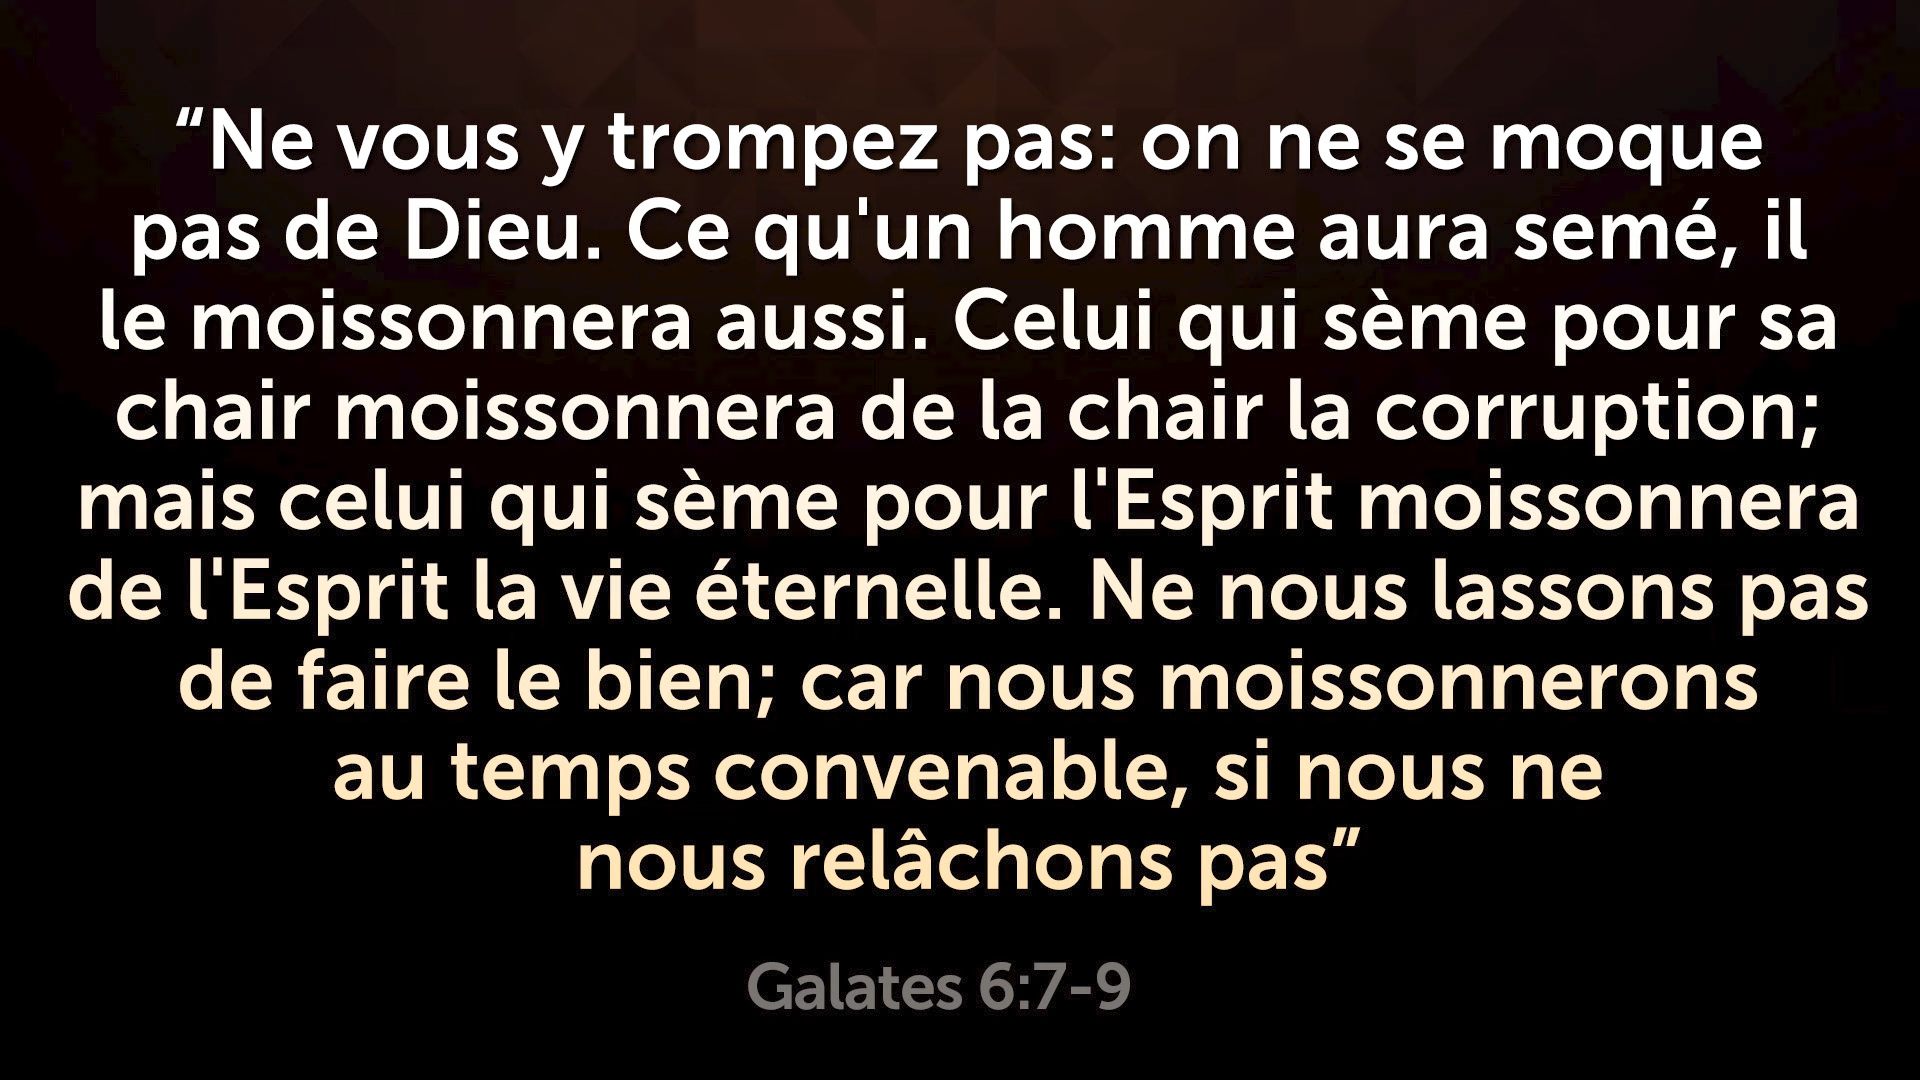 “Ne vous y trompez pas: on ne se moque
pas de Dieu. Ce qu'un homme aura semé, il
le moissonnera aussi. Celui qui sème pour sa
chair moissonnera de la chair la corruption;
mais celui qui sème pour l'Esprit moissonnera
de l'Esprit la vie éternelle. Ne nous lassons pas
de faire le bien; car nous moissonnerons
au temps convenable, si nous ne
nous relâchons pas”
Galates 6:7-9